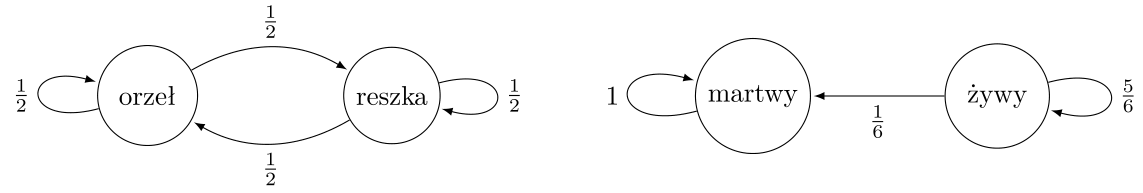 1/2
1/2 orzeł reszka 1/2
1/2
1 martwy żywy 5/6
1/6